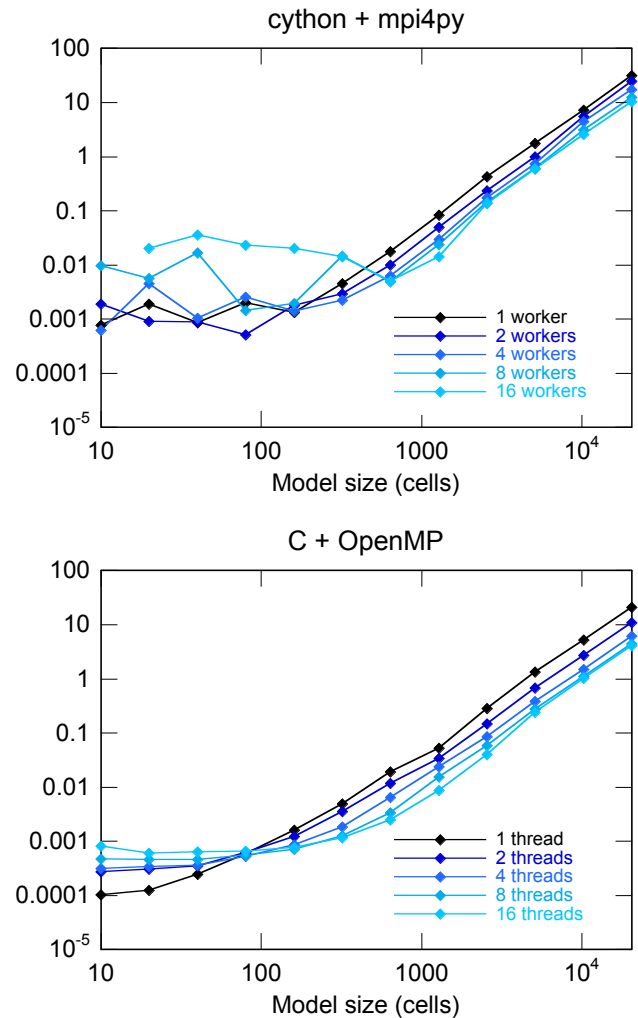 cython + mpi4py
100
10
1
0.1
0.01
0.001
0.0001
10-5
1 worker
2 workers
4 workers
8 workers
16 workers
10 100 1000 10⁴
Model size (cells)
C + OpenMP
100
10
1
0.1
0.01
0.001
0.0001
10-5
1 thread
2 threads
4 threads
8 threads
16 threads
10 100 1000 10⁴
Model size (cells)